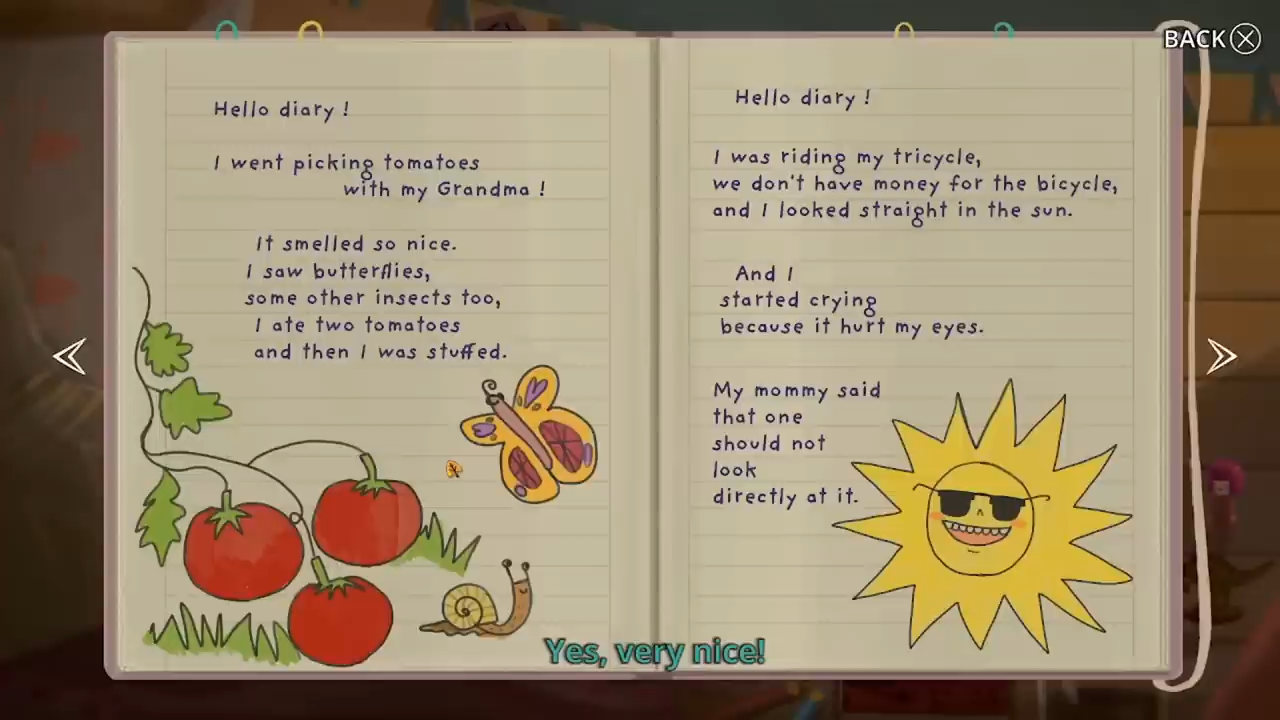 BACK
Hello diary !
I went picking tomatoes
with my Grandma !
It smelled so nice.
I saw butterflies,
some other insects too,
I ate two tomatoes
and then I was stuffed.
Hello diary !
I was riding my tricycle,
we don't have money for the bicycle,
and I looked straight in the sun.
And I
started crying
because it hurt my eyes.
My mommy said
that one
should not
look
directly at it.
Yes, very nice!